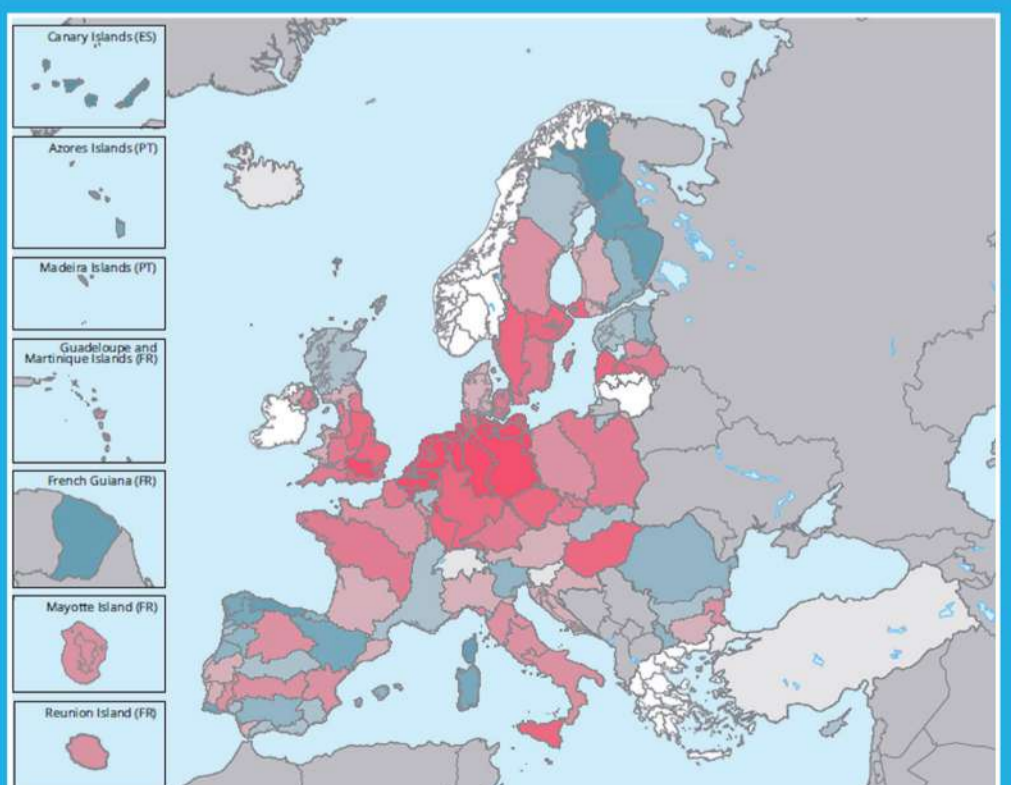 Canary Islands (ES)
Azores Islands (PT)
Madeira Islands (PT)
Guadeloupe and
Martinique Islands (FR)
French Guiana (FR)
Mayotte Island (FR)
Reunion Island (FR)